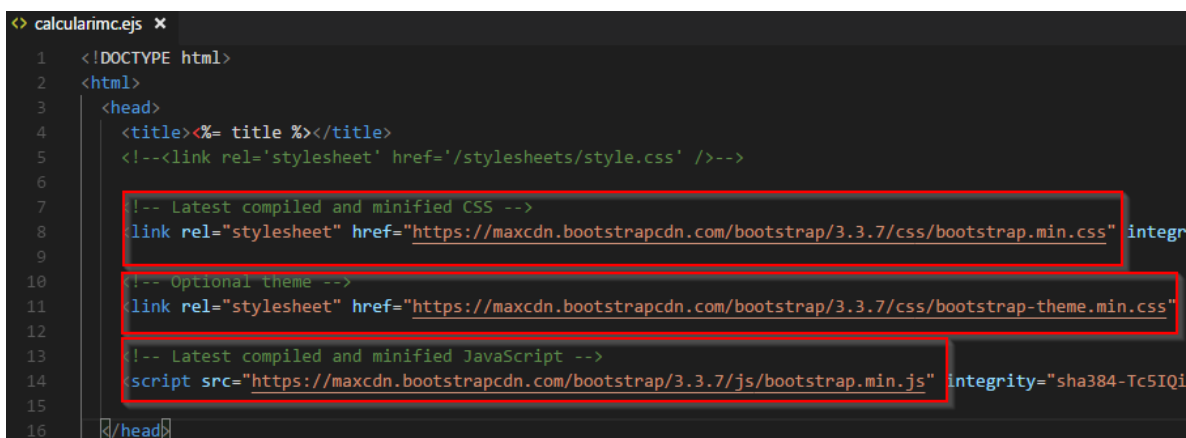 <> calcularimc.ejs ×
1 <!DOCTYPE html>
2 <html>
3 <head>
4 <title><%= title %></title>
5 <!--<link rel='stylesheet' href='/stylesheets/style.css' />-->
6
7 <!-- Latest compiled and minified CSS -->
8 <link rel="stylesheet" href="https://maxcdn.bootstrapcdn.com/bootstrap/3.3.7/css/bootstrap.min.css" integr
9
10 <!-- Optional theme -->
11 <link rel="stylesheet" href="https://maxcdn.bootstrapcdn.com/bootstrap/3.3.7/css/bootstrap-theme.min.css"
12
13 <!-- Latest compiled and minified JavaScript -->
14 <script src="https://maxcdn.bootstrapcdn.com/bootstrap/3.3.7/js/bootstrap.min.js" integrity="sha384-Tc5IQi
15
16 </head>